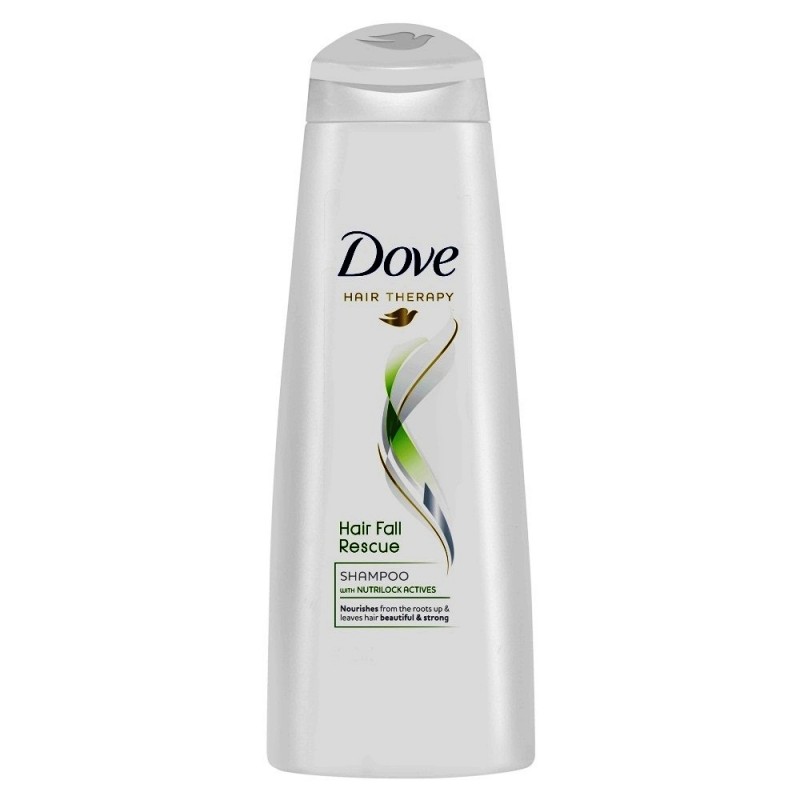 Dove
HAIR THERAPY
Hair Fall
Rescue
SHAMPOO
WITH NUTRILOCK ACTIVES
Nourishes from the roots up &
leaves hair beautiful & strong